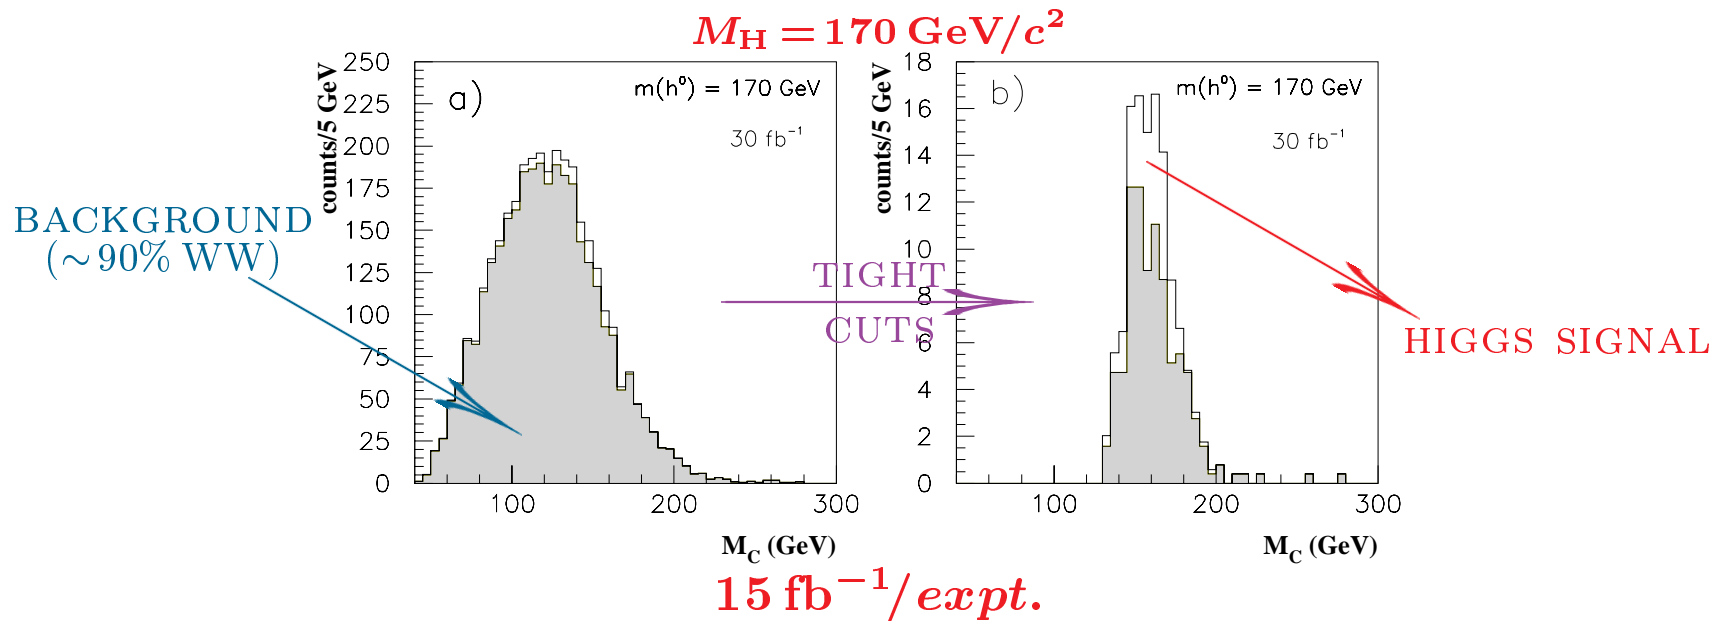 M_H = 170 GeV/c²
250
225
200
175
150
125
100
75
50
25
0
counts/5 GeV
a)
m(h⁰) = 170 GeV
30 fb⁻¹
100
200
300
M_C (GeV)
BACKGROUND
(∼90% WW)
TIGHT
CUTS
18
16
14
12
10
8
6
4
2
0
counts/5 GeV
b)
m(h⁰) = 170 GeV
30 fb⁻¹
100
200
300
M_C (GeV)
HIGGS SIGNAL
15 fb⁻¹/expt.